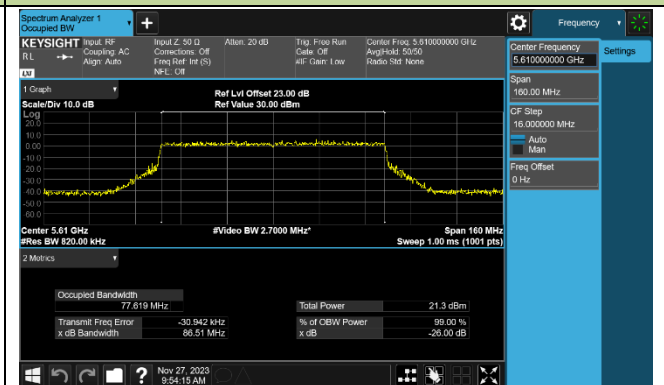 Spectrum Analyzer 1
Occupied BW
+
Frequency
KEYSIGHT Input: RF
RL
Coupling: AC
Align: Auto
LXI
Input Z: 50 Ω
Corrections: Off
Freq Ref: Int (S)
NFE: Off
Atten: 20 dB
Trig: Free Run
Gate: Off
#IF Gain: Low
Center Freq: 5.610000000 GHz
Avg|Hold: 50/50
Radio Std: None
Center Frequency
5.610000000 GHz
Settings
Span
160.00 MHz
CF Step
16.000000 MHz
Auto
Man
Freq Offset
0 Hz
1 Graph
Scale/Div 10.0 dB
Ref Lvl Offset 23.00 dB
Ref Value 30.00 dBm
Log
20.0
10.0
0.00
-10.0
-20.0
-30.0
-40.0
-50.0
-60.0
Center 5.61 GHz
#Video BW 2.7000 MHz*
Span 160 MHz
#Res BW 820.00 kHz
Sweep 1.00 ms (1001 pts)
2 Metrics
Occupied Bandwidth
77.619 MHz
Total Power 21.3 dBm
Transmit Freq Error -30.942 kHz
% of OBW Power 99.00 %
x dB Bandwidth 86.51 MHz
x dB -26.00 dB
?
Nov 27, 2023
9:54:15 AM